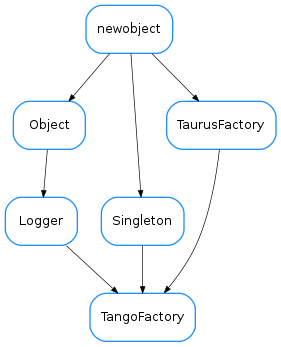 newobject
Object
TaurusFactory
Logger
Singleton
TangoFactory